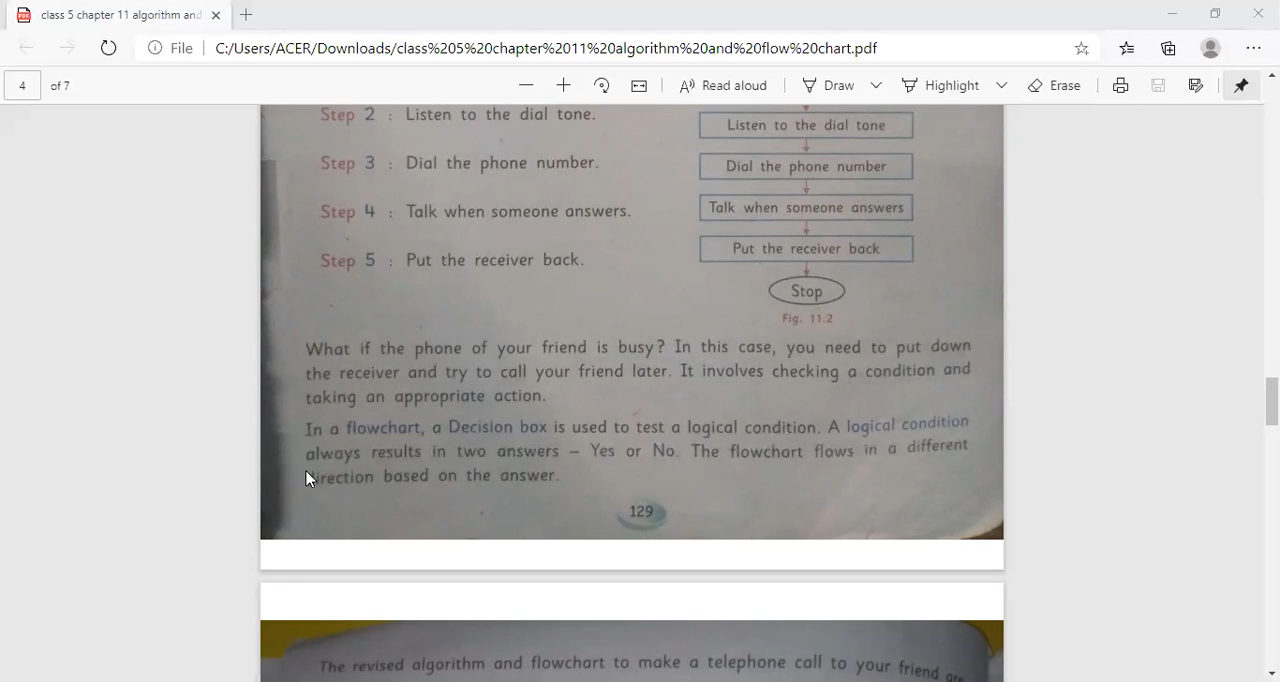 class 5 chapter 11 algorithm and
File
C:/Users/ACER/Downloads/class%205%20chapter%2011%20algorithm%20and%20flow%20chart.pdf
4 of 7
Read aloud
Draw
Highlight
Erase
Step 2 : Listen to the dial tone.
Step 3 : Dial the phone number.
Step 4 : Talk when someone answers.
Step 5 : Put the receiver back.
Listen to the dial tone
Dial the phone number
Talk when someone answers
Put the receiver back
Stop
Fig. 11.2
What if the phone of your friend is busy? In this case, you need to put down
the receiver and try to call your friend later. It involves checking a condition and
taking an appropriate action.
In a flowchart, a Decision box is used to test a logical condition. A logical condition
always results in two answers – Yes or No. The flowchart flows in a different
direction based on the answer.
129
The revised algorithm and flowchart to make a telephone call to your friend are